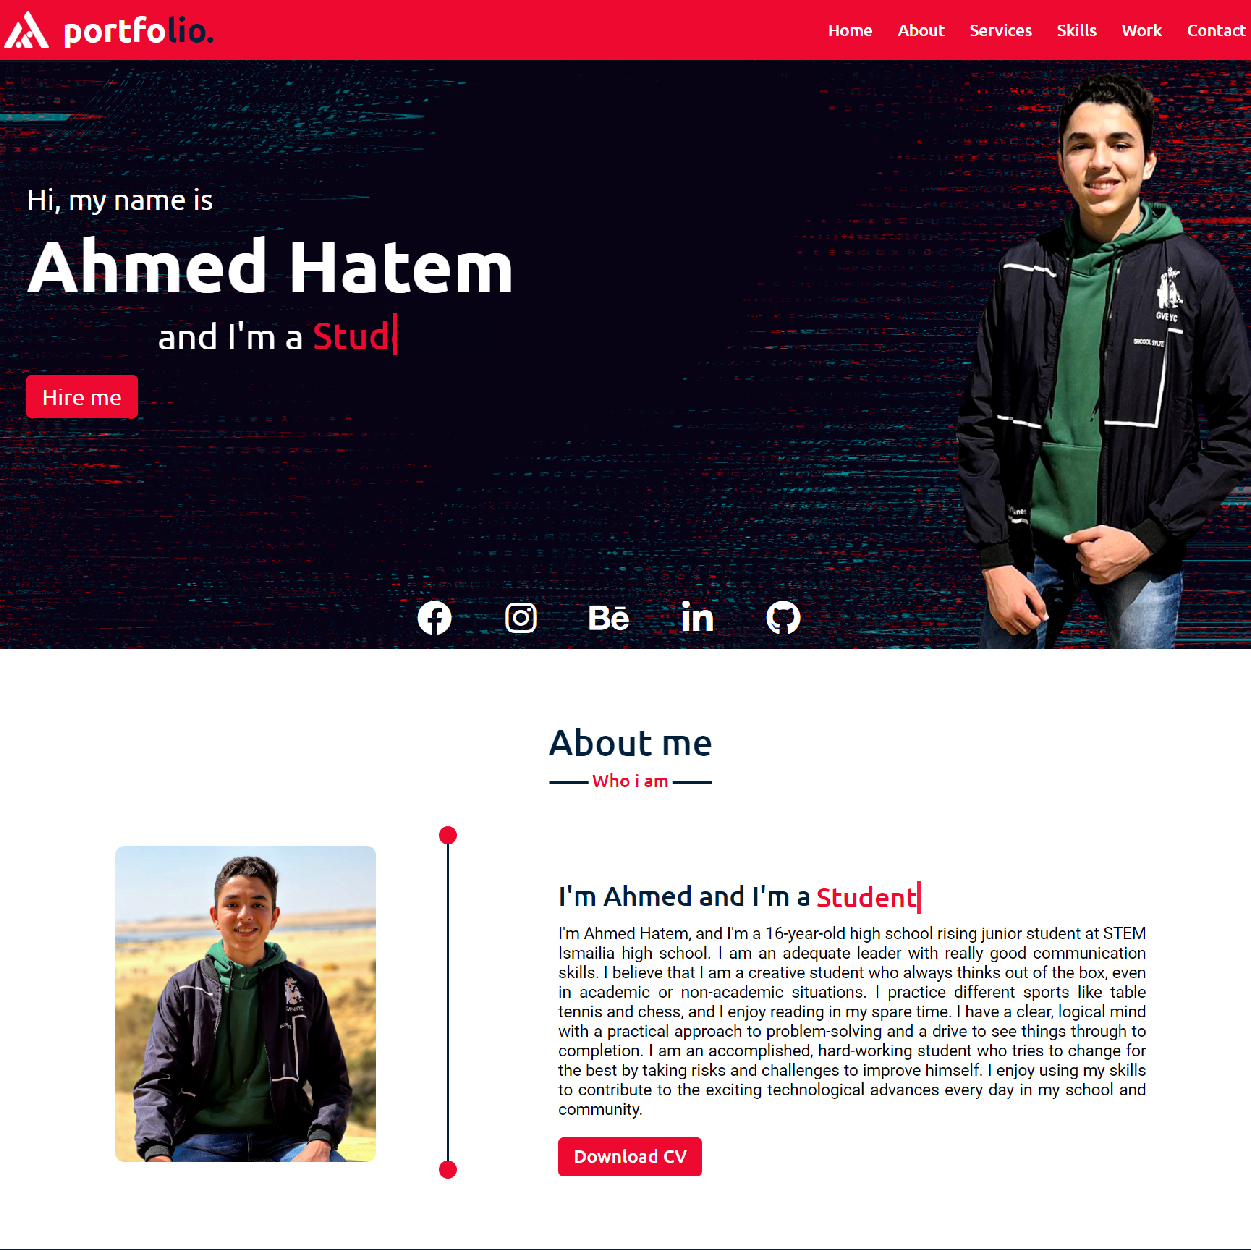 portfolio.
Home About Services Skills Work Contact
Hi, my name is
Ahmed Hatem
and I'm a Stud
Hire me
Bē
in
About me
Who i am
I'm Ahmed and I'm a Student
I'm Ahmed Hatem, and I'm a 16-year-old high school rising junior student at STEM
Ismailia high school. I am an adequate leader with really good communication
skills. I believe that I am a creative student who always thinks out of the box, even
in academic or non-academic situations. I practice different sports like table
tennis and chess, and I enjoy reading in my spare time. I have a clear, logical mind
with a practical approach to problem-solving and a drive to see things through to
completion. I am an accomplished, hard-working student who tries to change for
the best by taking risks and challenges to improve himself. I enjoy using my skills
to contribute to the exciting technological advances every day in my school and
community.
Download CV